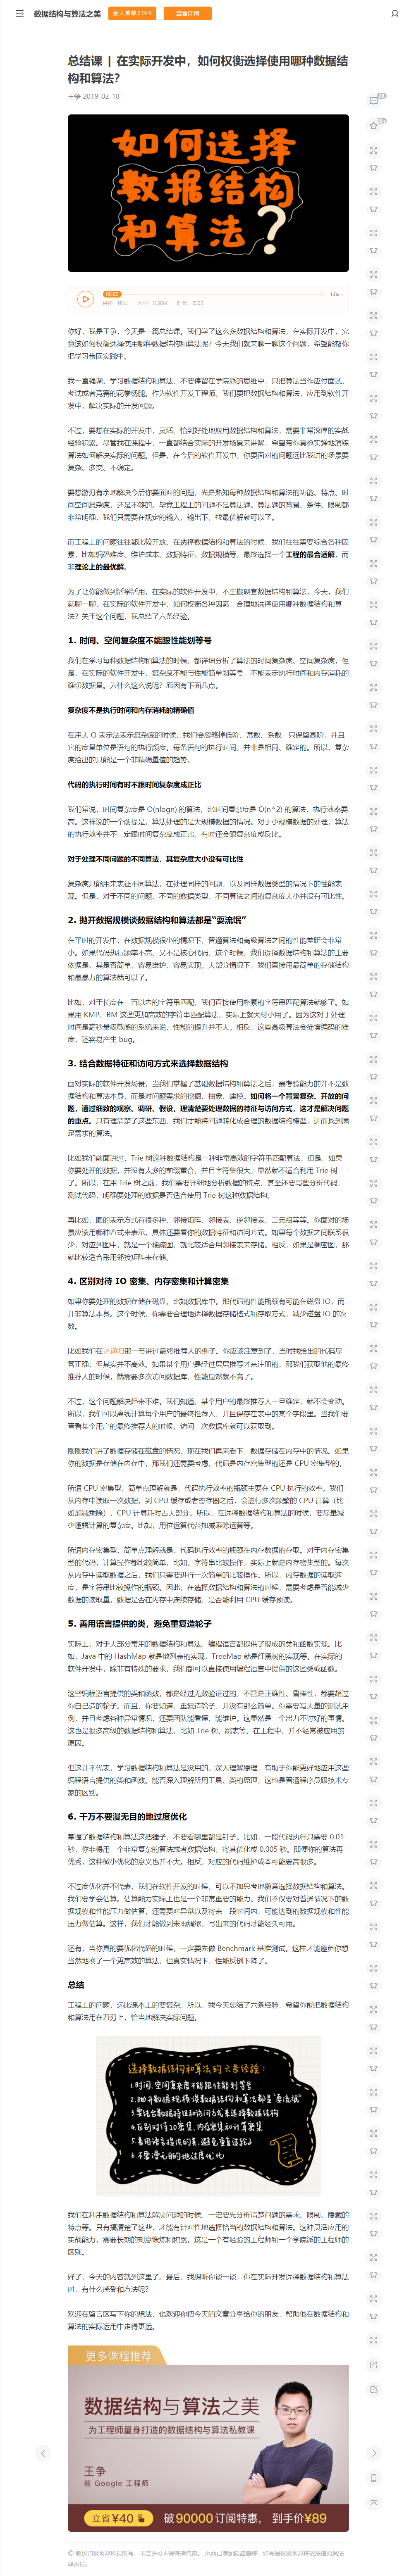 数据结构与算法之美
新人首单¥19.9
查看详情
总结课 | 在实际开发中，如何权衡选择使用哪种数据结
构和算法？
王争 2019-02-18
如何选择
数据结构
和算法？
00:00
1.0x
讲述：修阳
大小：11.38M
时长：12:25
你好，我是王争，今天是一篇总结课。我们学了这么多数据结构和算法，在实际开发中，究
竟该如何权衡选择使用哪种数据结构和算法呢？今天我们就来聊一聊这个问题，希望能帮你
把学习带回实践中。
我一直强调，学习数据结构和算法，不要停留在学院派的思维中，只把算法当作应付面试、
考试或者竞赛的花拳绣腿。作为软件开发工程师，我们要把数据结构和算法，应用到软件开
发中，解决实际的开发问题。
不过，要想在实际的开发中，灵活、恰到好处地应用数据结构和算法，需要非常深厚的实战
经验积累。尽管我在课程中，一直都结合实际的开发场景来讲解，希望带你真枪实弹地演练
算法如何解决实际的问题。但是，在今后的软件开发中，你要面对的问题远比我讲的场景要
复杂、多变、不确定。
要想游刃有余地解决今后你要面对的问题，光是熟知每种数据结构和算法的功能、特点、时
间空间复杂度，还是不够的。毕竟工程上的问题不是算法题。算法题的背景、条件、限制都
非常明确，我们只需要在规定的输入、输出下，找最优解就可以了。
而工程上的问题往往都比较开放，在选择数据结构和算法的时候，我们往往需要综合各种因
素，比如编码难度、维护成本、数据特征、数据规模等，最终选择一个工程的最合适解，而
非理论上的最优解。
为了让你能做到活学活用，在实际的软件开发中，不生搬硬套数据结构和算法，今天，我们
就聊一聊，在实际的软件开发中，如何权衡各种因素，合理地选择使用哪种数据结构和算
法？关于这个问题，我总结了六条经验。
1. 时间、空间复杂度不能跟性能划等号
我们在学习每种数据结构和算法的时候，都详细分析了算法的时间复杂度、空间复杂度，但
是，在实际的软件开发中，复杂度不能与性能简单划等号，不能表示执行时间和内存消耗的
确切数据量。为什么这么说呢？原因有下面几点。
复杂度不是执行时间和内存消耗的精确值
在用大 O 表示法表示复杂度的时候，我们会忽略掉低阶、常数、系数，只保留高阶，并且
它的度量单位是语句的执行频度。每条语句的执行时间，并非是相同、确定的。所以，复杂
度给出的只能是一个非精确量值的趋势。
代码的执行时间有时不跟时间复杂度成正比
我们常说，时间复杂度是 O(nlogn) 的算法，比时间复杂度是 O(n^2) 的算法，执行效率要
高。这样说的一个前提是，算法处理的是大规模数据的情况。对于小规模数据的处理，算法
的执行效率并不一定跟时间复杂度成正比，有时还会跟复杂度成反比。
对于处理不同问题的不同算法，其复杂度大小没有可比性
复杂度只能用来表征不同算法，在处理同样的问题，以及同样数据类型的情况下的性能表
现。但是，对于不同的问题、不同的数据类型，不同算法之间的复杂度大小并没有可比性。
2. 抛开数据规模谈数据结构和算法都是“耍流氓”
在平时的开发中，在数据规模很小的情况下，普通算法和高级算法之间的性能差距会非常
小。如果代码执行频率不高、又不是核心代码，这个时候，我们选择数据结构和算法的主要
依据是，其是否简单、容易维护、容易实现。大部分情况下，我们直接用最简单的存储结构
和最暴力的算法就可以了。
比如，对于长度在一百以内的字符串匹配，我们直接使用朴素的字符串匹配算法就够了。如
果用 KMP、BM 这些更加高效的字符串匹配算法，实际上就大材小用了。因为这对于处理
时间是毫秒量级敏感的系统来说，性能的提升并不大。相反，这些高级算法会徒增编码的难
度，还容易产生 bug。
3. 结合数据特征和访问方式来选择数据结构
面对实际的软件开发场景，当我们掌握了基础数据结构和算法之后，最考验能力的并不是数
据结构和算法本身，而是对问题需求的挖掘、抽象、建模。如何将一个背景复杂、开放的问
题，通过细致的观察、调研、假设，理清楚要处理数据的特征与访问方式，这才是解决问题
的重点。只有理清楚了这些东西，我们才能将问题转化成合理的数据结构模型，进而找到满
足需求的算法。
比如我们前面讲过，Trie 树这种数据结构是一种非常高效的字符串匹配算法。但是，如果
你要处理的数据，并没有太多的前缀重合，并且字符集很大，显然就不适合利用 Trie 树
了。所以，在用 Trie 树之前，我们需要详细地分析数据的特点，甚至还要写些分析代码，
测试代码，明确要处理的数据是否适合使用 Trie 树这种数据结构。
再比如，图的表示方式有很多种，邻接矩阵、邻接表、逆邻接表、二元组等等。你面对的场
景应该用哪种方式来表示，具体还要看你的数据特征和访问方式。如果每个数据之间联系很
少，对应到图中，就是一个稀疏图，就比较适合用邻接表来存储。相反，如果是稠密图，那
就比较适合采用邻接矩阵来存储。
4. 区别对待 IO 密集、内存密集和计算密集
如果你要处理的数据存储在磁盘，比如数据库中。那代码的性能瓶颈有可能在磁盘 IO，而
并非算法本身。这个时候，你需要合理地选择数据存储格式和存取方式，减少磁盘 IO 的次
数。
比如我们在递归那一节讲过最终推荐人的例子。你应该注意到了，当时我给出的代码尽
管正确，但其实并不高效。如果某个用户是经过层层推荐才来注册的，那我们获取他的最终
推荐人的时候，就需要多次访问数据库，性能显然就不高了。
不过，这个问题解决起来不难。我们知道，某个用户的最终推荐人一旦确定，就不会变动。
所以，我们可以离线计算每个用户的最终推荐人，并且保存在表中的某个字段里。当我们要
查看某个用户的最终推荐人的时候，访问一次数据库就可以获取到。
刚刚我们讲了数据存储在磁盘的情况，现在我们再来看下，数据存储在内存中的情况。如果
你的数据是存储在内存中，那我们还需要考虑，代码是内存密集型的还是 CPU 密集型的。
所谓 CPU 密集型，简单点理解就是，代码执行效率的瓶颈主要在 CPU 执行的效率。我们
从内存中读取一次数据，到 CPU 缓存或者寄存器之后，会进行多次频繁的 CPU 计算（比
如加减乘除），CPU 计算耗时占大部分。所以，在选择数据结构和算法的时候，要尽量减
少逻辑计算的复杂度。比如，用位运算代替加减乘除运算等。
所谓内存密集型，简单点理解就是，代码执行效率的瓶颈在内存数据的存取。对于内存密集
型的代码，计算操作都比较简单，比如，字符串比较操作，实际上就是内存密集型的。每次
从内存中读取数据之后，我们只需要进行一次简单的比较操作。所以，内存数据的读取速
度，是字符串比较操作的瓶颈。因此，在选择数据结构和算法的时候，需要考虑是否能减少
数据的读取量，数据是否在内存中连续存储，是否能利用 CPU 缓存预读。
5. 善用语言提供的类，避免重复造轮子
实际上，对于大部分常用的数据结构和算法，编程语言都提供了现成的类和函数实现。比
如，Java 中的 HashMap 就是散列表的实现，TreeMap 就是红黑树的实现等。在实际的
软件开发中，除非有特殊的要求，我们都可以直接使用编程语言中提供的这些类或函数。
这些编程语言提供的类和函数，都是经过无数验证过的，不管是正确性、鲁棒性，都要超过
你自己造的轮子。而且，你要知道，重复造轮子，并没有那么简单。你需要写大量的测试用
例，并且考虑各种异常情况，还要团队能看懂、能维护。这显然是一个出力不讨好的事情。
这也是很多高级的数据结构和算法，比如 Trie 树、跳表等，在工程中，并不经常被应用的
原因。
但这并不代表，学习数据结构和算法是没用的。深入理解原理，有助于你能更好地应用这些
编程语言提供的类和函数。能否深入理解所用工具、类的原理，这也是普通程序员跟技术专
家的区别。
6. 千万不要漫无目的地过度优化
掌握了数据结构和算法这把锤子，不要看哪里都是钉子。比如，一段代码执行只需要 0.01
秒，你非得用一个非常复杂的算法或者数据结构，将其优化成 0.005 秒。即便你的算法再
优秀，这种微小优化的意义也并不大。相反，对应的代码维护成本可能要高很多。
不过度优化并不代表，我们在软件开发的时候，可以不加思考地随意选择数据结构和算法。
我们要学会估算。估算能力实际上也是一个非常重要的能力。我们不仅要对普通情况下的数
据规模和性能压力做估算，还需要对异常以及将来一段时间内，可能达到的数据规模和性能
压力做估算。这样，我们才能做到未雨绸缪，写出来的代码才能经久可用。
还有，当你真的要优化代码的时候，一定要先做 Benchmark 基准测试。这样才能避免你想
当然地换了一个更高效的算法，但真实情况下，性能反倒下降了。
总结
工程上的问题，远比课本上的要复杂。所以，我今天总结了六条经验，希望你能把数据结构
和算法用在刀刃上，恰当地解决实际问题。
选择数据结构和算法的六条经验：
1.时间、空间复杂度不能跟性能划等号
2.抛开数据规模谈数据结构和算法都是“耍流氓”
3.要结合数据特征和访问方式来选择数据结构
4.区别对待IO密集、内存密集和计算密集
5.善用语言提供的类，避免重复造轮子
6.千万不要漫无目的地过度优化
我们在利用数据结构和算法解决问题的时候，一定要先分析清楚问题的需求、限制、隐藏的
特点等。只有搞清楚了这些，才能有针对性地选择恰当的数据结构和算法。这种灵活应用的
实战能力，需要长期的刻意锻炼和积累。这是一个有经验的工程师和一个学院派的工程师的
区别。
好了，今天的内容就到这里了。最后，我想听你谈一谈，你在实际开发选择数据结构和算法
时，有什么感受和方法呢？
欢迎在留言区写下你的想法，也欢迎你把今天的文章分享给你的朋友，帮助他在数据结构和
算法的实际运用中走得更远。
更多课程推荐
数据结构与算法之美
为工程师量身打造的数据结构与算法私教课
王争
前 Google 工程师
立省¥40
破90000订阅特惠，到手价¥89
© 版权归极客邦科技所有，未经许可不得传播售卖。 页面已增加防盗追踪，如有侵权极客邦将依法追究其法
律责任。